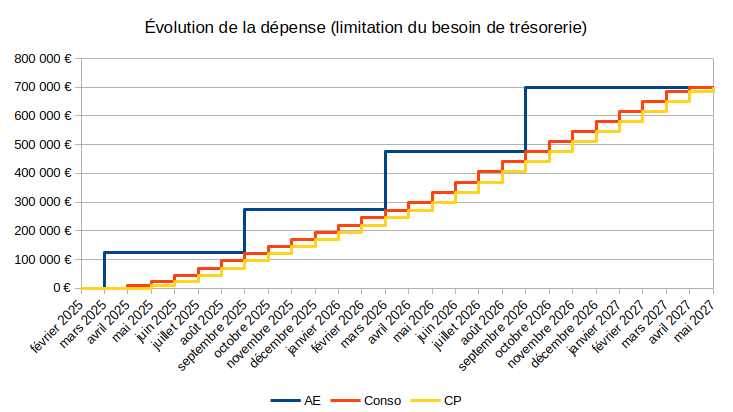 Évolution de la dépense (limitation du besoin de trésorerie)
800 000 €
700 000 €
600 000 €
500 000 €
400 000 €
300 000 €
200 000 €
100 000 €
0 €
février 2025
mars 2025
avril 2025
mai 2025
juin 2025
juillet 2025
août 2025
septembre 2025
octobre 2025
novembre 2025
décembre 2025
janvier 2026
février 2026
mars 2026
avril 2026
mai 2026
juin 2026
juillet 2026
août 2026
septembre 2026
octobre 2026
novembre 2026
décembre 2026
janvier 2027
février 2027
mars 2027
avril 2027
mai 2027
AE Conso CP